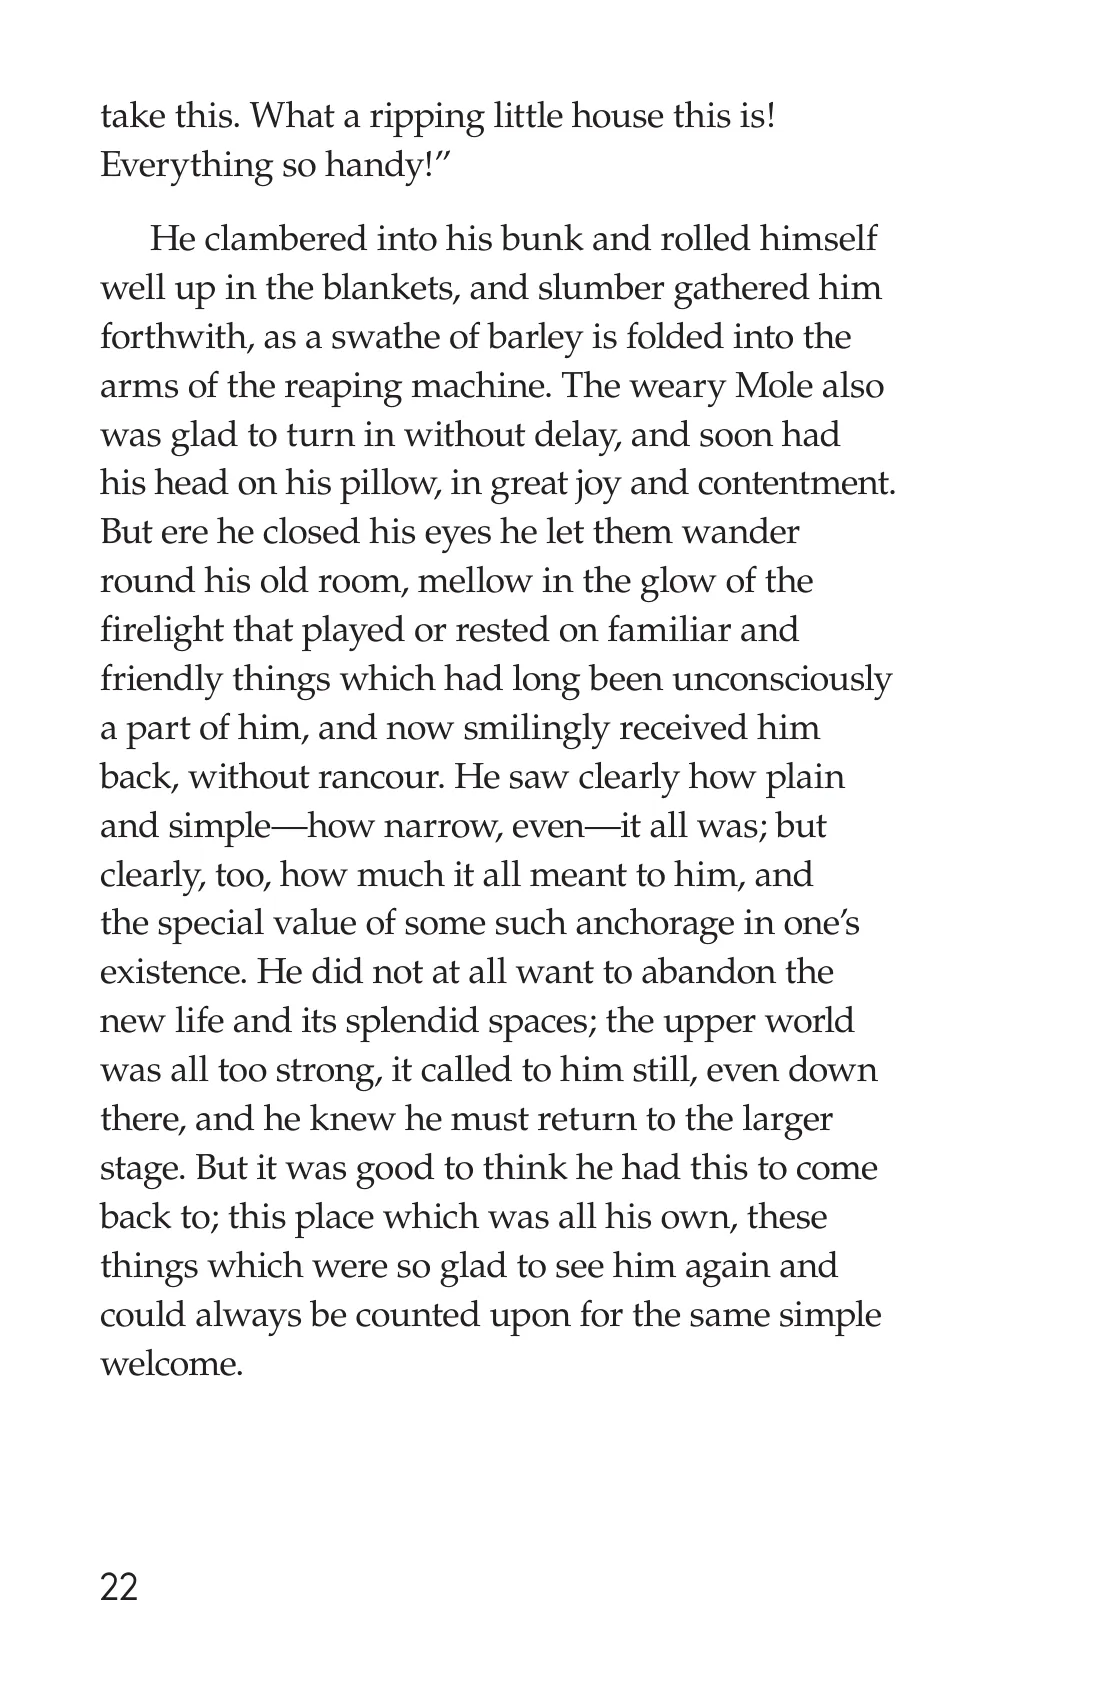 take this. What a ripping little house this is!
Everything so handy!”
He clambered into his bunk and rolled himself
well up in the blankets, and slumber gathered him
forthwith, as a swathe of barley is folded into the
arms of the reaping machine. The weary Mole also
was glad to turn in without delay, and soon had
his head on his pillow, in great joy and contentment.
But ere he closed his eyes he let them wander
round his old room, mellow in the glow of the
firelight that played or rested on familiar and
friendly things which had long been unconsciously
a part of him, and now smilingly received him
back, without rancour. He saw clearly how plain
and simple—how narrow, even—it all was; but
clearly, too, how much it all meant to him, and
the special value of some such anchorage in one’s
existence. He did not at all want to abandon the
new life and its splendid spaces; the upper world
was all too strong, it called to him still, even down
there, and he knew he must return to the larger
stage. But it was good to think he had this to come
back to; this place which was all his own, these
things which were so glad to see him again and
could always be counted upon for the same simple
welcome.
22